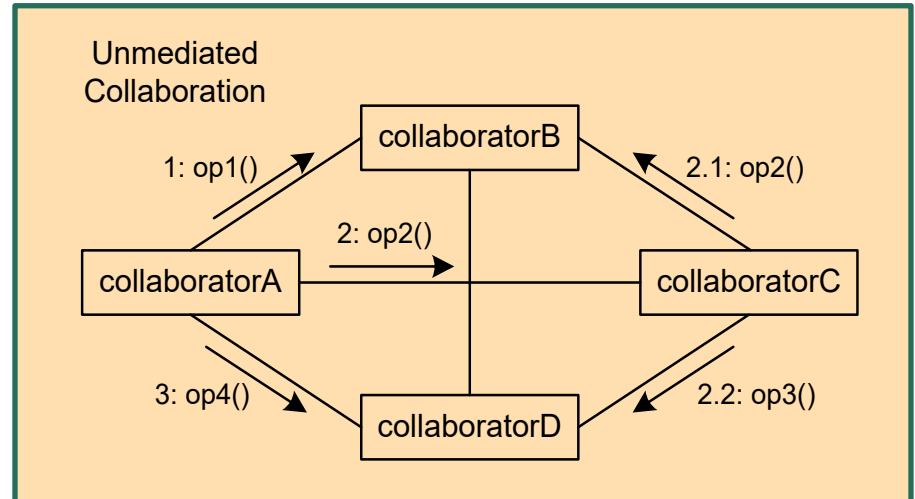 Unmediated
Collaboration
collaboratorB
1: op1()
2.1: op2()
2: op2()
collaboratorA
collaboratorC
3: op4()
2.2: op3()
collaboratorD